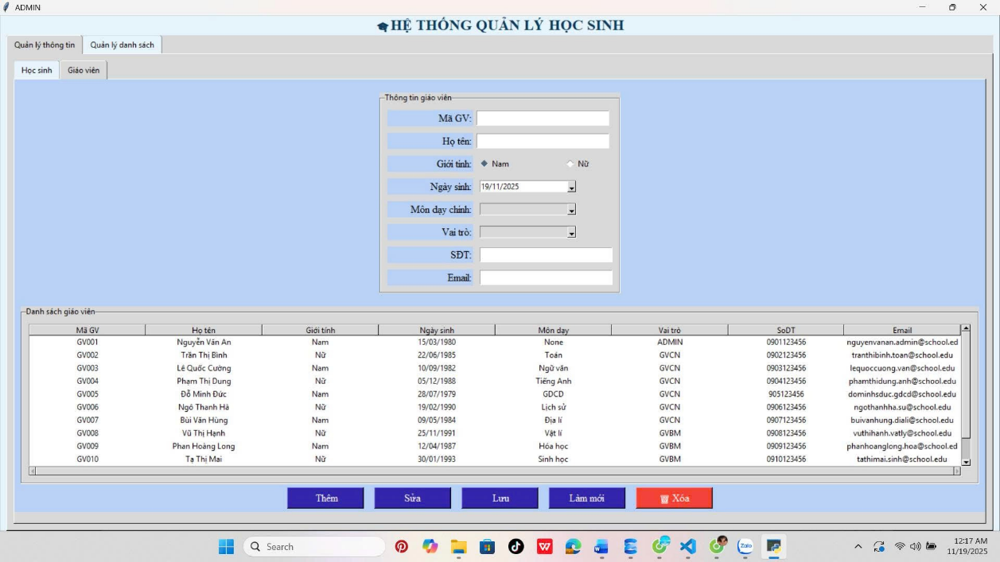 ADMIN
HỆ THỐNG QUẢN LÝ HỌC SINH
Quản lý thông tin Quản lý danh sách
Học sinh Giáo viên
Thông tin giáo viên
Mã GV:
Họ tên:
Giới tính: Nam Nữ
Ngày sinh: 19/11/2025
Môn dạy chính:
Vai trò:
SĐT:
Email:
Danh sách giáo viên
Mã GV Họ tên Giới tính Ngày sinh Môn dạy Vai trò SoDT Email
GV001 Nguyễn Văn An Nam 15/03/1980 None ADMIN 0901123456 nguyenvanan.admin@school.ed
GV002 Trần Thị Bình Nữ 22/06/1985 Toán GVCN 0902123456 tranthibinh.toan@school.edu
GV003 Lê Quốc Cường Nam 10/09/1982 Ngữ văn GVCN 0903123456 lequoccuong.van@school.edu
GV004 Phạm Thị Dung Nữ 05/12/1988 Tiếng Anh GVCN 0904123456 phamthidung.anh@school.edu
GV005 Đỗ Minh Đức Nam 28/07/1979 GDCD GVCN 905123456 dominhsduc.gdcd@school.edu
GV006 Ngô Thanh Hà Nữ 19/02/1990 Lịch sử GVCN 0906123456 ngothanhha.su@school.edu
GV007 Bùi Văn Hùng Nam 09/05/1984 Địa lí GVCN 0907123456 buivanhung.diali@school.edu
GV008 Vũ Thị Hạnh Nữ 25/11/1991 Vật lí GVBM 0908123456 vuthihanh.vatly@school.edu
GV009 Phan Hoàng Long Nam 12/04/1987 Hóa học GVBM 0909123456 phanhoanglong.hoa@school.ed
GV010 Tạ Thị Mai Nữ 30/01/1993 Sinh học GVBM 0910123456 tathimai.sinh@school.edu
Thêm Sửa Lưu Làm mới Xóa
Search Zalo 12:17 AM
11/19/2025